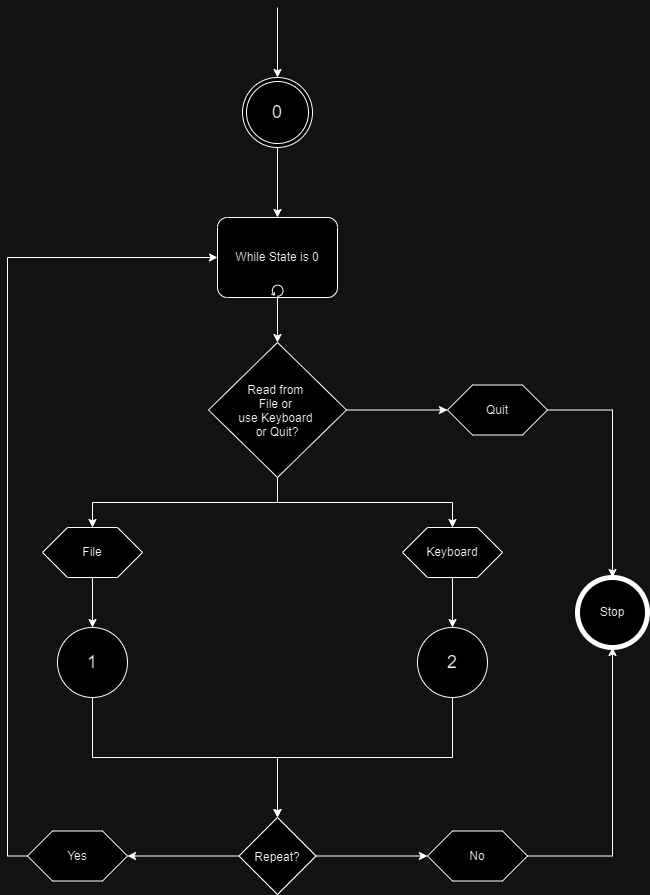 0
While State is 0
Read from
File or
use Keyboard
or Quit?
Quit
File
Keyboard
Stop
1
2
Yes
Repeat?
No